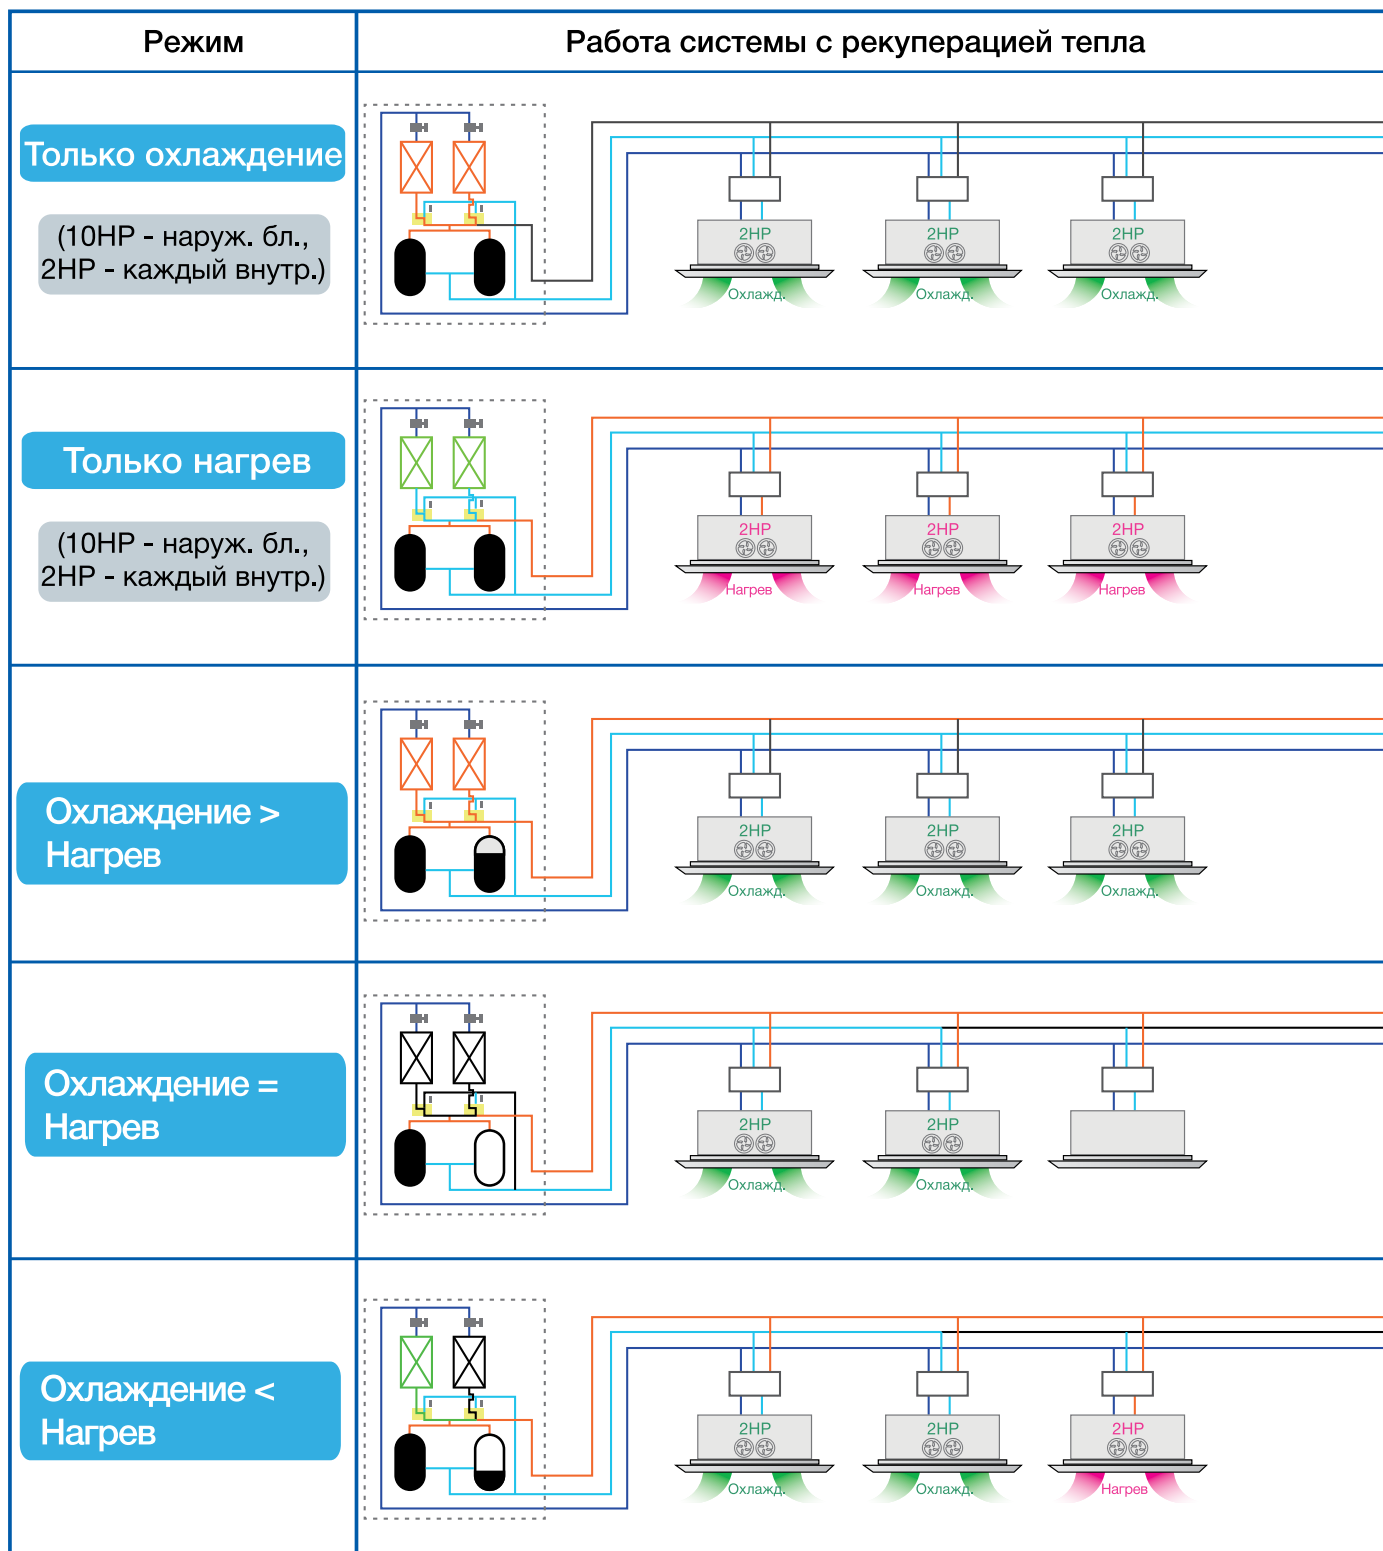 Режим
Работа системы с рекуперацией тепла
Только охлаждение
(10HP - наруж. бл.,
2HP - каждый внутр.)
2HP
2HP
2HP
Охлажд.
Охлажд.
Охлажд.
Только нагрев
(10HP - наруж. бл.,
2HP - каждый внутр.)
2HP
2HP
2HP
Нагрев
Нагрев
Нагрев
Охлаждение >
Нагрев
2HP
2HP
2HP
Охлажд.
Охлажд.
Охлажд.
Охлаждение =
Нагрев
2HP
2HP
Охлажд.
Охлажд.
Охлаждение <
Нагрев
2HP
2HP
2HP
Охлажд.
Охлажд.
Нагрев